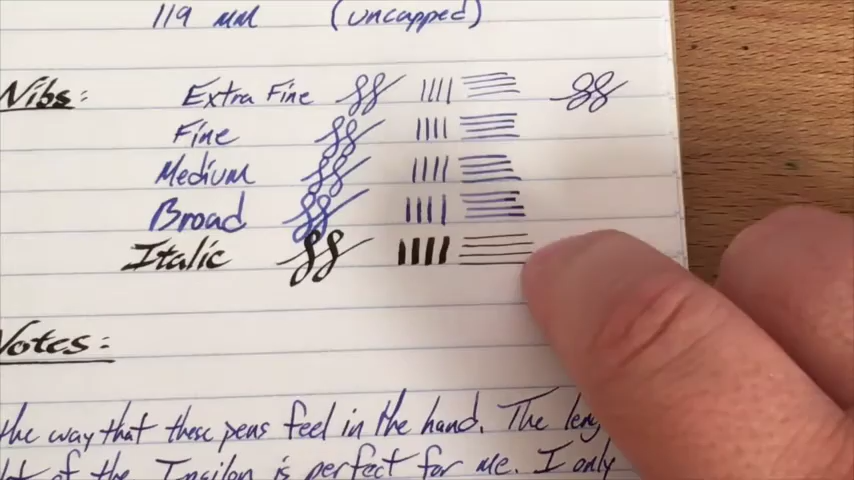 119 mm (uncapped)
Nibs: Extra Fine
Fine
Medium
Broad
Italic
Notes:
the way that these pens feel in the hand. The
of the Ipsilon is perfect for me. I only